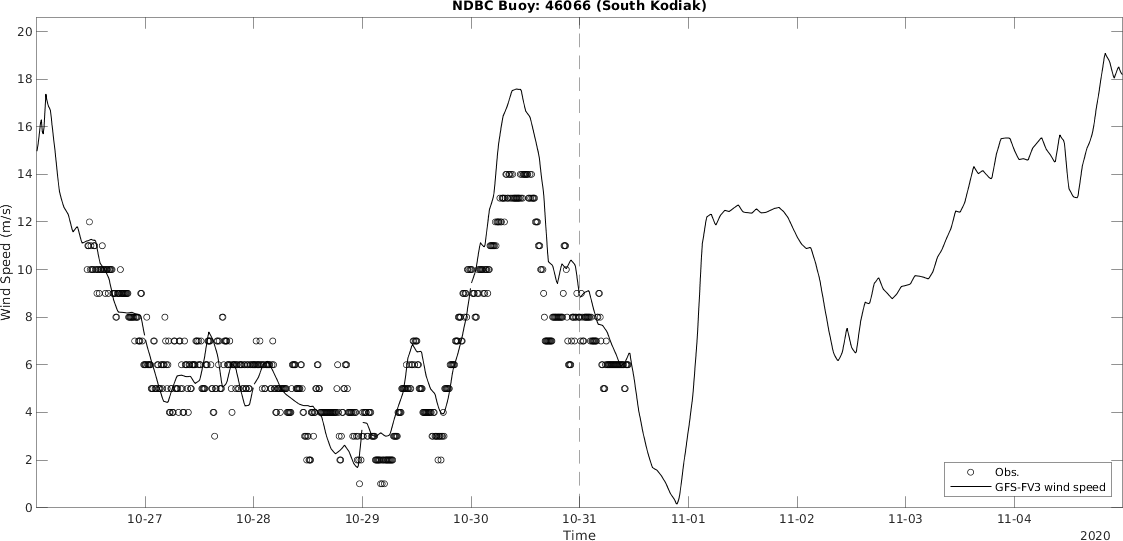 NDBC Buoy: 46066 (South Kodiak)
20
18
16
14
12
10
8
6
4
2
0
Wind Speed (m/s)
10-27 10-28 10-29 10-30 10-31 11-01 11-02 11-03 11-04
Time
2020
Obs.
GFS-FV3 wind speed